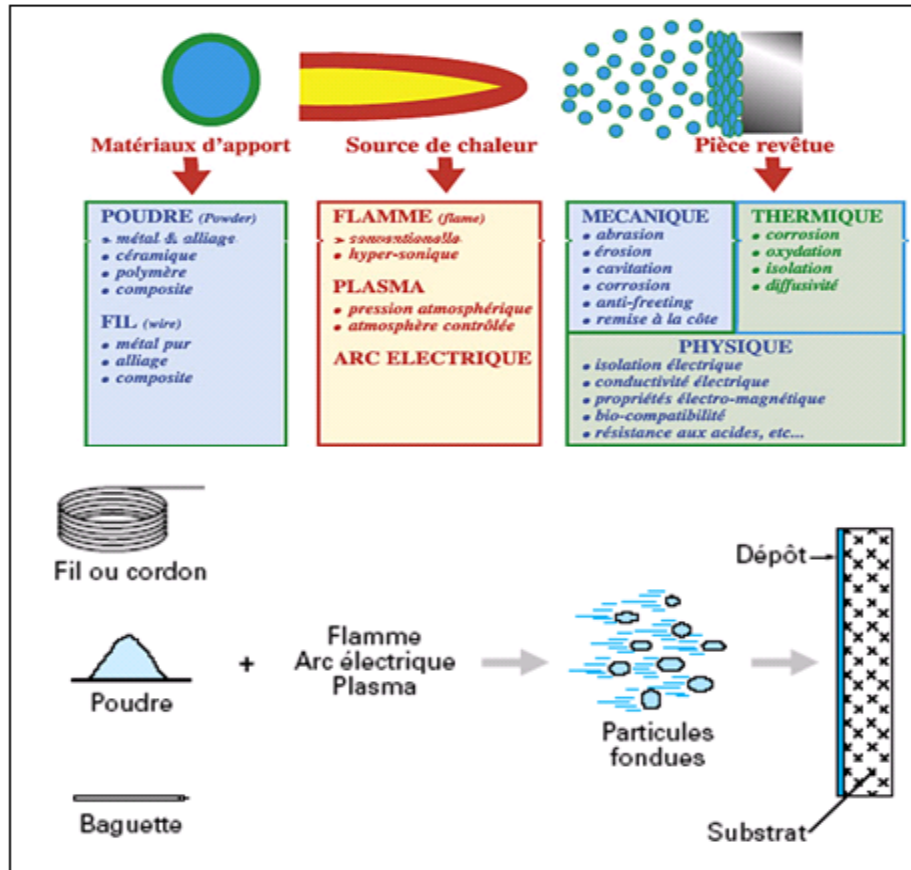 Matériaux d'apport
Source de chaleur
Pièce revêtue
POUDRE (Powder)
métal & alliage
céramique
polymère
composite
FIL (wire)
métal pur
alliage
composite
FLAMME (flame)
conventionalle
hyper-sonique
PLASMA
pression atmosphérique
atmosphère contrôlée
ARC ELECTRIQUE
MECANIQUE
abrasion
érosion
cavitation
corrosion
anti-freeting
remise à la côte
THERMIQUE
corrosion
oxydation
isolation
diffusivité
PHYSIQUE
isolation électrique
conductivité électrique
propriétés électro-magnétique
bio-compatibilité
résistance aux acides, etc...
Fil ou cordon
Poudre
Baguette
+
Flamme
Arc électrique
Plasma
Particules
fondues
Dépôt
Substrat